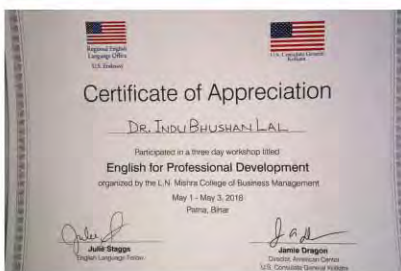 Regional English
Language Office
U.S. Embassy
U.S. Consulate General
Kolkata
Certificate of Appreciation
DR. INDU BHUSHAN LAL
Participated in a three day workshop titled
English for Professional Development
organized by the L.N. Mishra College of Business Management
May 1 - May 3, 2016
Patna, Bihar
Julie Staggs
English Language Fellow
Jamie Dragon
Director, American Center
U.S. Consulate General Kolkata